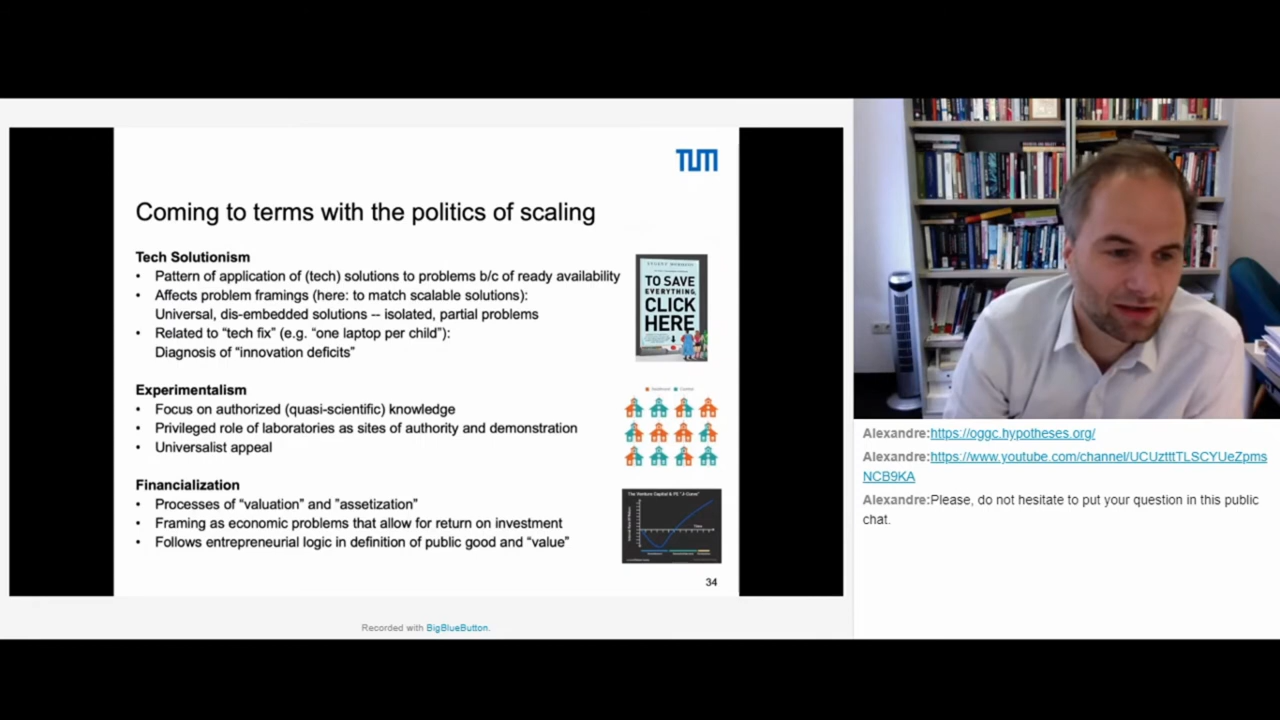 TUM
Coming to terms with the politics of scaling
Tech Solutionism
• Pattern of application of (tech) solutions to problems b/c of ready availability
• Affects problem framings (here: to match scalable solutions):
Universal, dis-embedded solutions -- isolated, partial problems
• Related to “tech fix” (e.g. “one laptop per child”):
Diagnosis of “innovation deficits”
TO SAVE
EVERYTHING,
CLICK
HERE
Experimentalism
• Focus on authorized (quasi-scientific) knowledge
• Privileged role of laboratories as sites of authority and demonstration
• Universalist appeal
Financialization
• Processes of “valuation” and ”assetization”
• Framing as economic problems that allow for return on investment
• Follows entrepreneurial logic in definition of public good and “value”
The Venture Capital & PE "J-Curve"
34
Recorded with BigBlueButton.
Alexandre:https://oggc.hypotheses.org/
Alexandre:https://www.youtube.com/channel/UCUztttTLSCYUeZpms
NCB9KA
Alexandre:Please, do not hesitate to put your question in this public
chat.